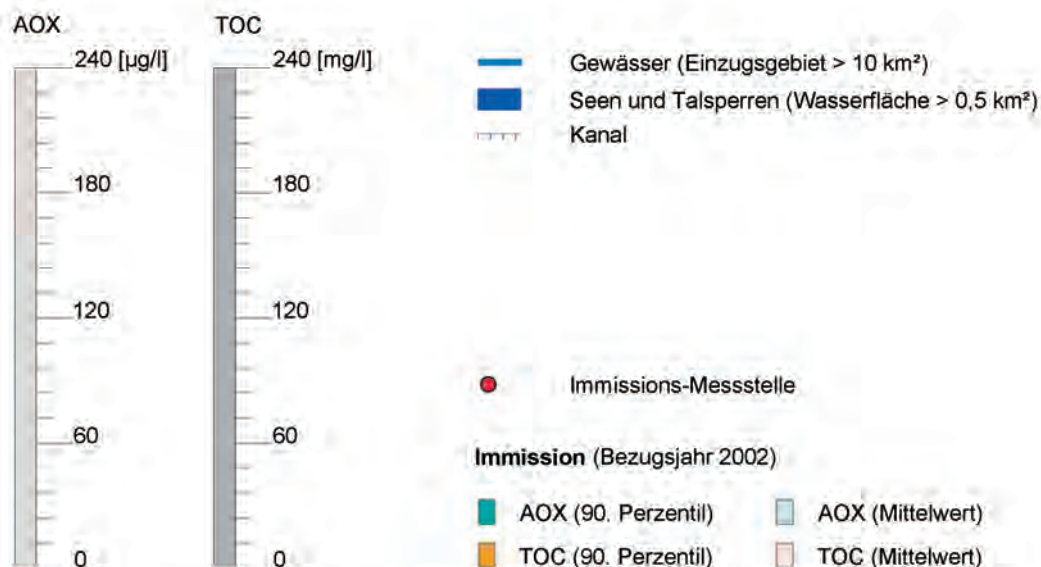 AOX
240 [µg/l]
180
120
60
0
TOC
240 [mg/l]
180
120
60
0
Gewässer (Einzugsgebiet > 10 km²)
Seen und Talsperren (Wasserfläche > 0,5 km²)
Kanal
Immissions-Messstelle
Immission (Bezugsjahr 2002)
AOX (90. Perzentil)
AOX (Mittelwert)
TOC (90. Perzentil)
TOC (Mittelwert)